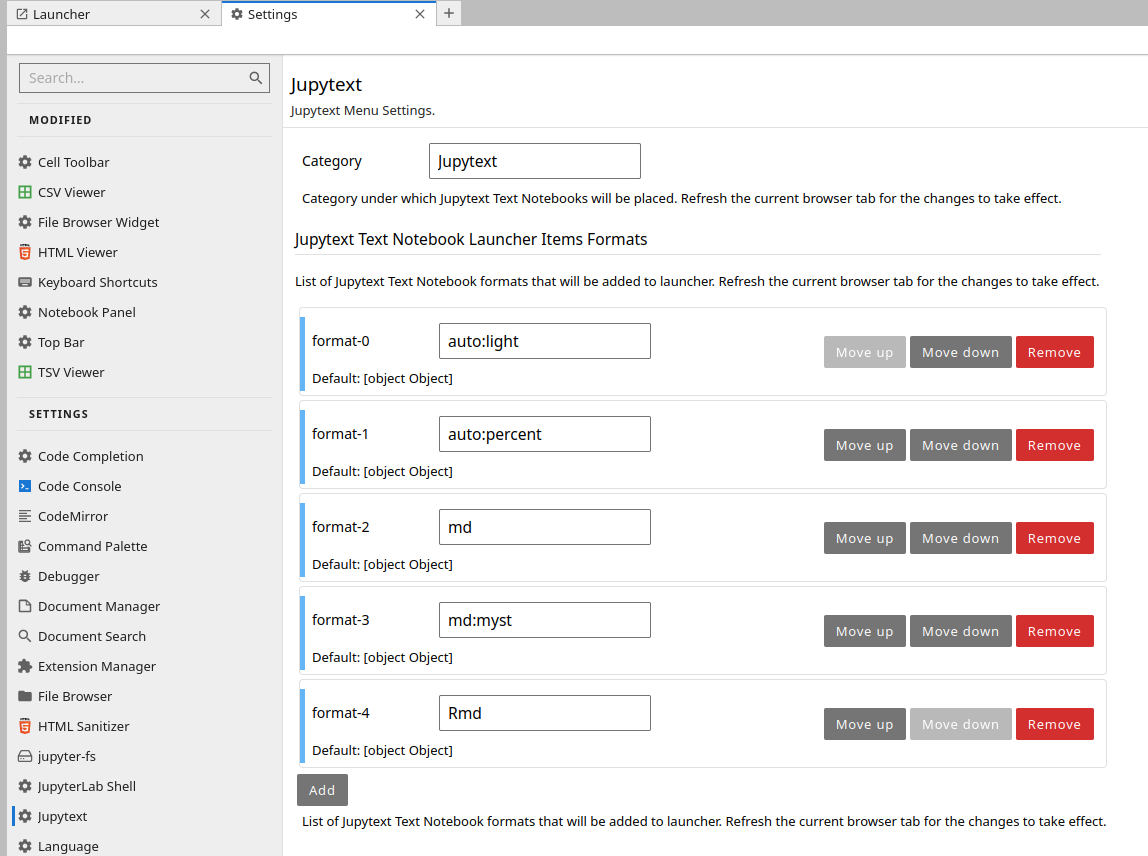 Launcher
Settings
Search...
MODIFIED
Cell Toolbar
CSV Viewer
File Browser Widget
HTML Viewer
Keyboard Shortcuts
Notebook Panel
Top Bar
TSV Viewer
SETTINGS
Code Completion
Code Console
CodeMirror
Command Palette
Debugger
Document Manager
Document Search
Extension Manager
File Browser
HTML Sanitizer
jupyter-fs
JupyterLab Shell
Jupytext
Language
Jupytext
Jupytext Menu Settings.
Category Jupytext
Category under which Jupytext Text Notebooks will be placed. Refresh the current browser tab for the changes to take effect.
Jupytext Text Notebook Launcher Items Formats
List of Jupytext Text Notebook formats that will be added to launcher. Refresh the current browser tab for the changes to take effect.
format-0 auto:light Move up Move down Remove
Default: [object Object]
format-1 auto:percent Move up Move down Remove
Default: [object Object]
format-2 md Move up Move down Remove
Default: [object Object]
format-3 md:myst Move up Move down Remove
Default: [object Object]
format-4 Rmd Move up Move down Remove
Default: [object Object]
Add
List of Jupytext Text Notebook formats that will be added to launcher. Refresh the current browser tab for the changes to take effect.